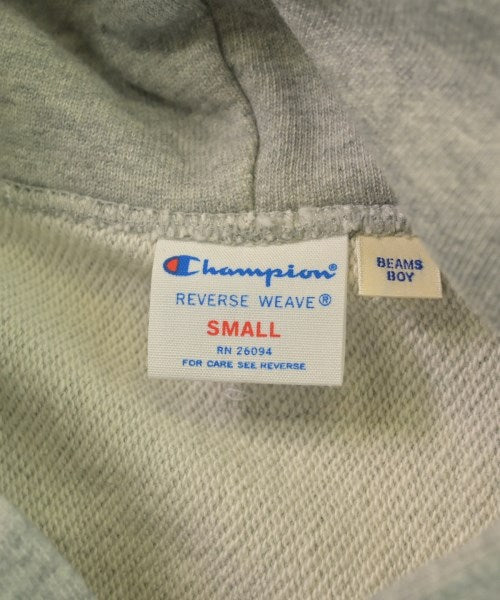 Champion®
REVERSE WEAVE®
SMALL
RN 26094
FOR CARE SEE REVERSE
BEAMS
BOY